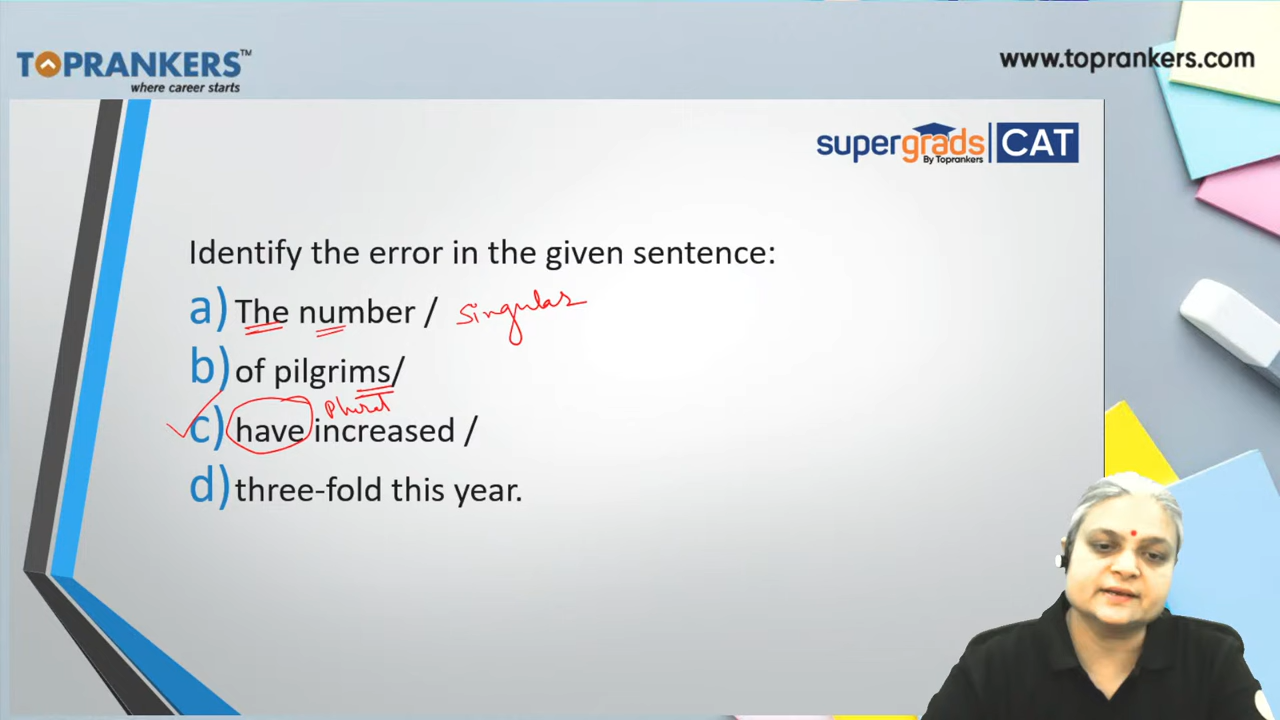 TOPRANKERS™
where career starts
www.toprankers.com
supergrads | CAT
By Toprankers
Identify the error in the given sentence:
a) The number / singular
b) of pilgrims/
plural
c) have increased /
d) three-fold this year.